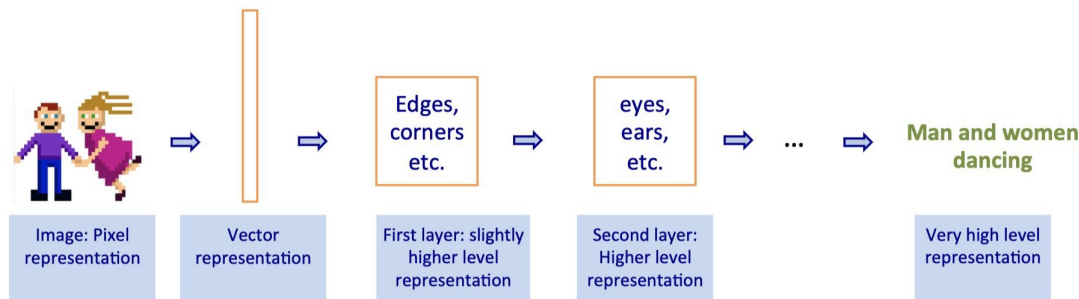 Edges,
corners
etc.
eyes,
ears,
etc.
...
Man and women
dancing
Image: Pixel
representation
Vector
representation
First layer: slightly
higher level
representation
Second layer:
Higher level
representation
Very high level
representation